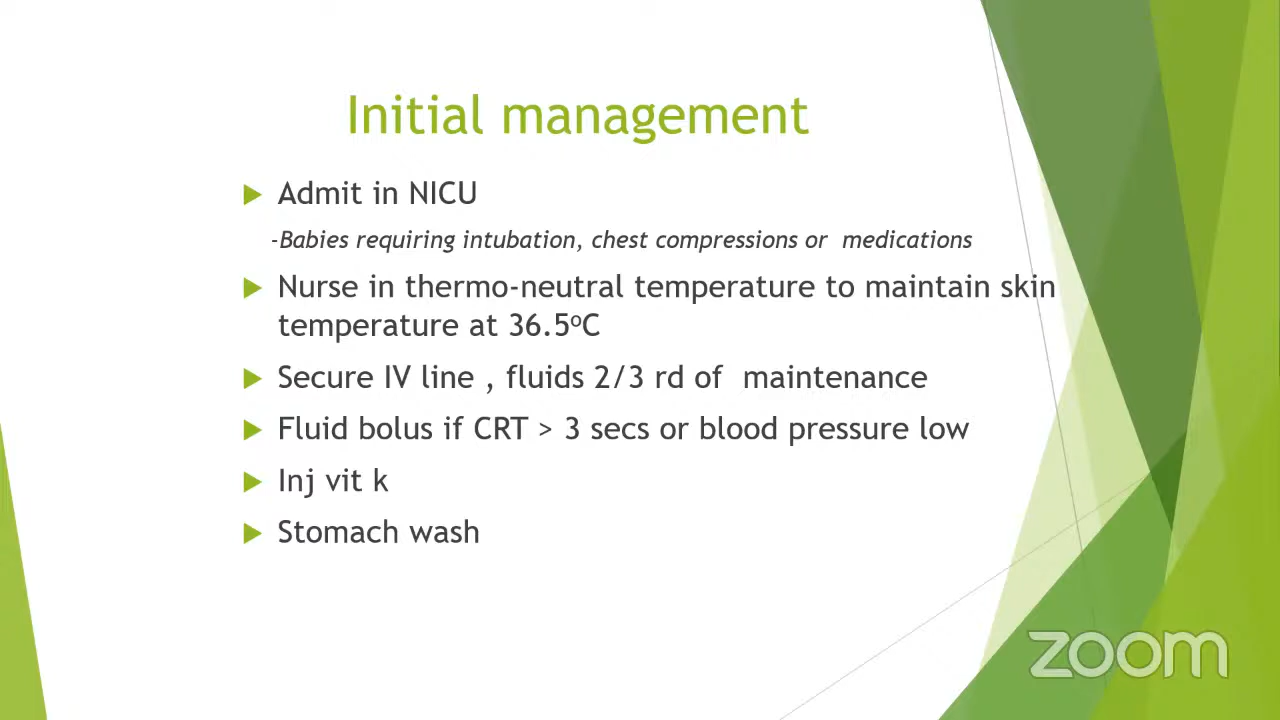 Initial management
Admit in NICU
-Babies requiring intubation, chest compressions or medications
Nurse in thermo-neutral temperature to maintain skin
temperature at 36.5ºC
Secure IV line , fluids 2/3 rd of maintenance
Fluid bolus if CRT > 3 secs or blood pressure low
Inj vit k
Stomach wash
zoom